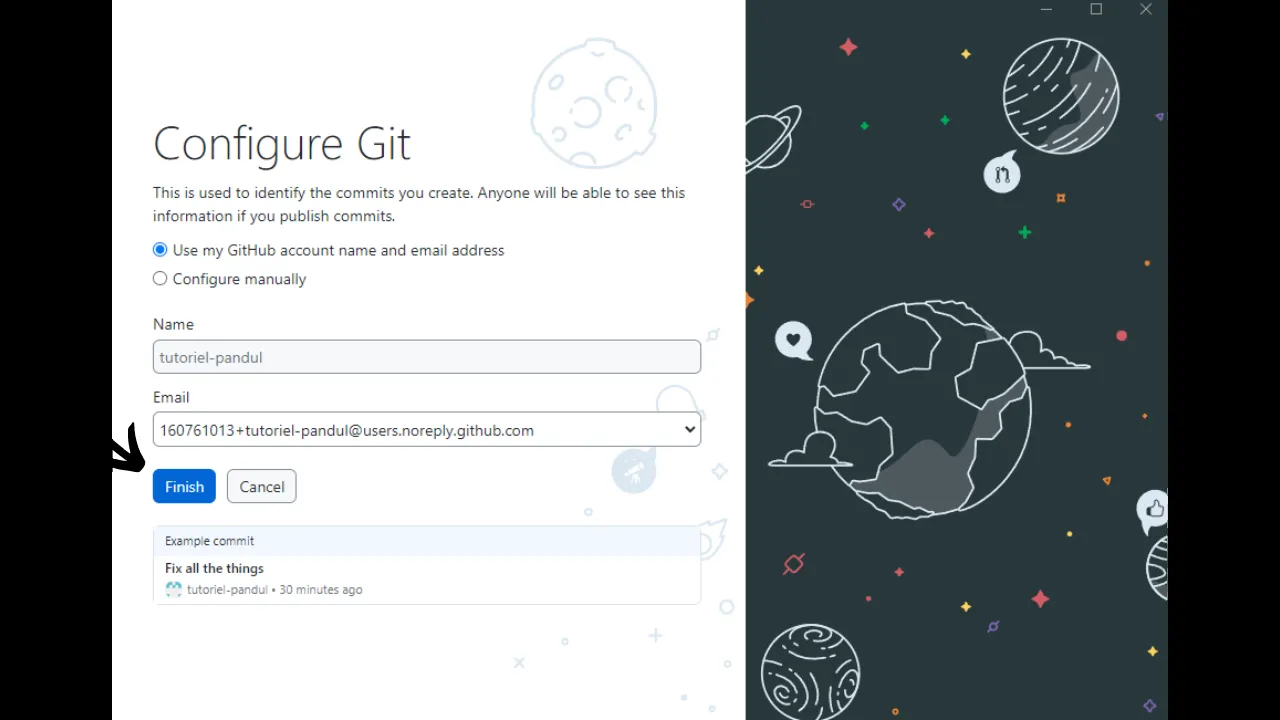 Configure Git
This is used to identify the commits you create. Anyone will be able to see this
information if you publish commits.
Use my GitHub account name and email address
Configure manually
Name
tutoriel-pandul
Email
160761013+tutoriel-pandul@users.noreply.github.com
Finish Cancel
Example commit
Fix all the things
tutoriel-pandul • 30 minutes ago